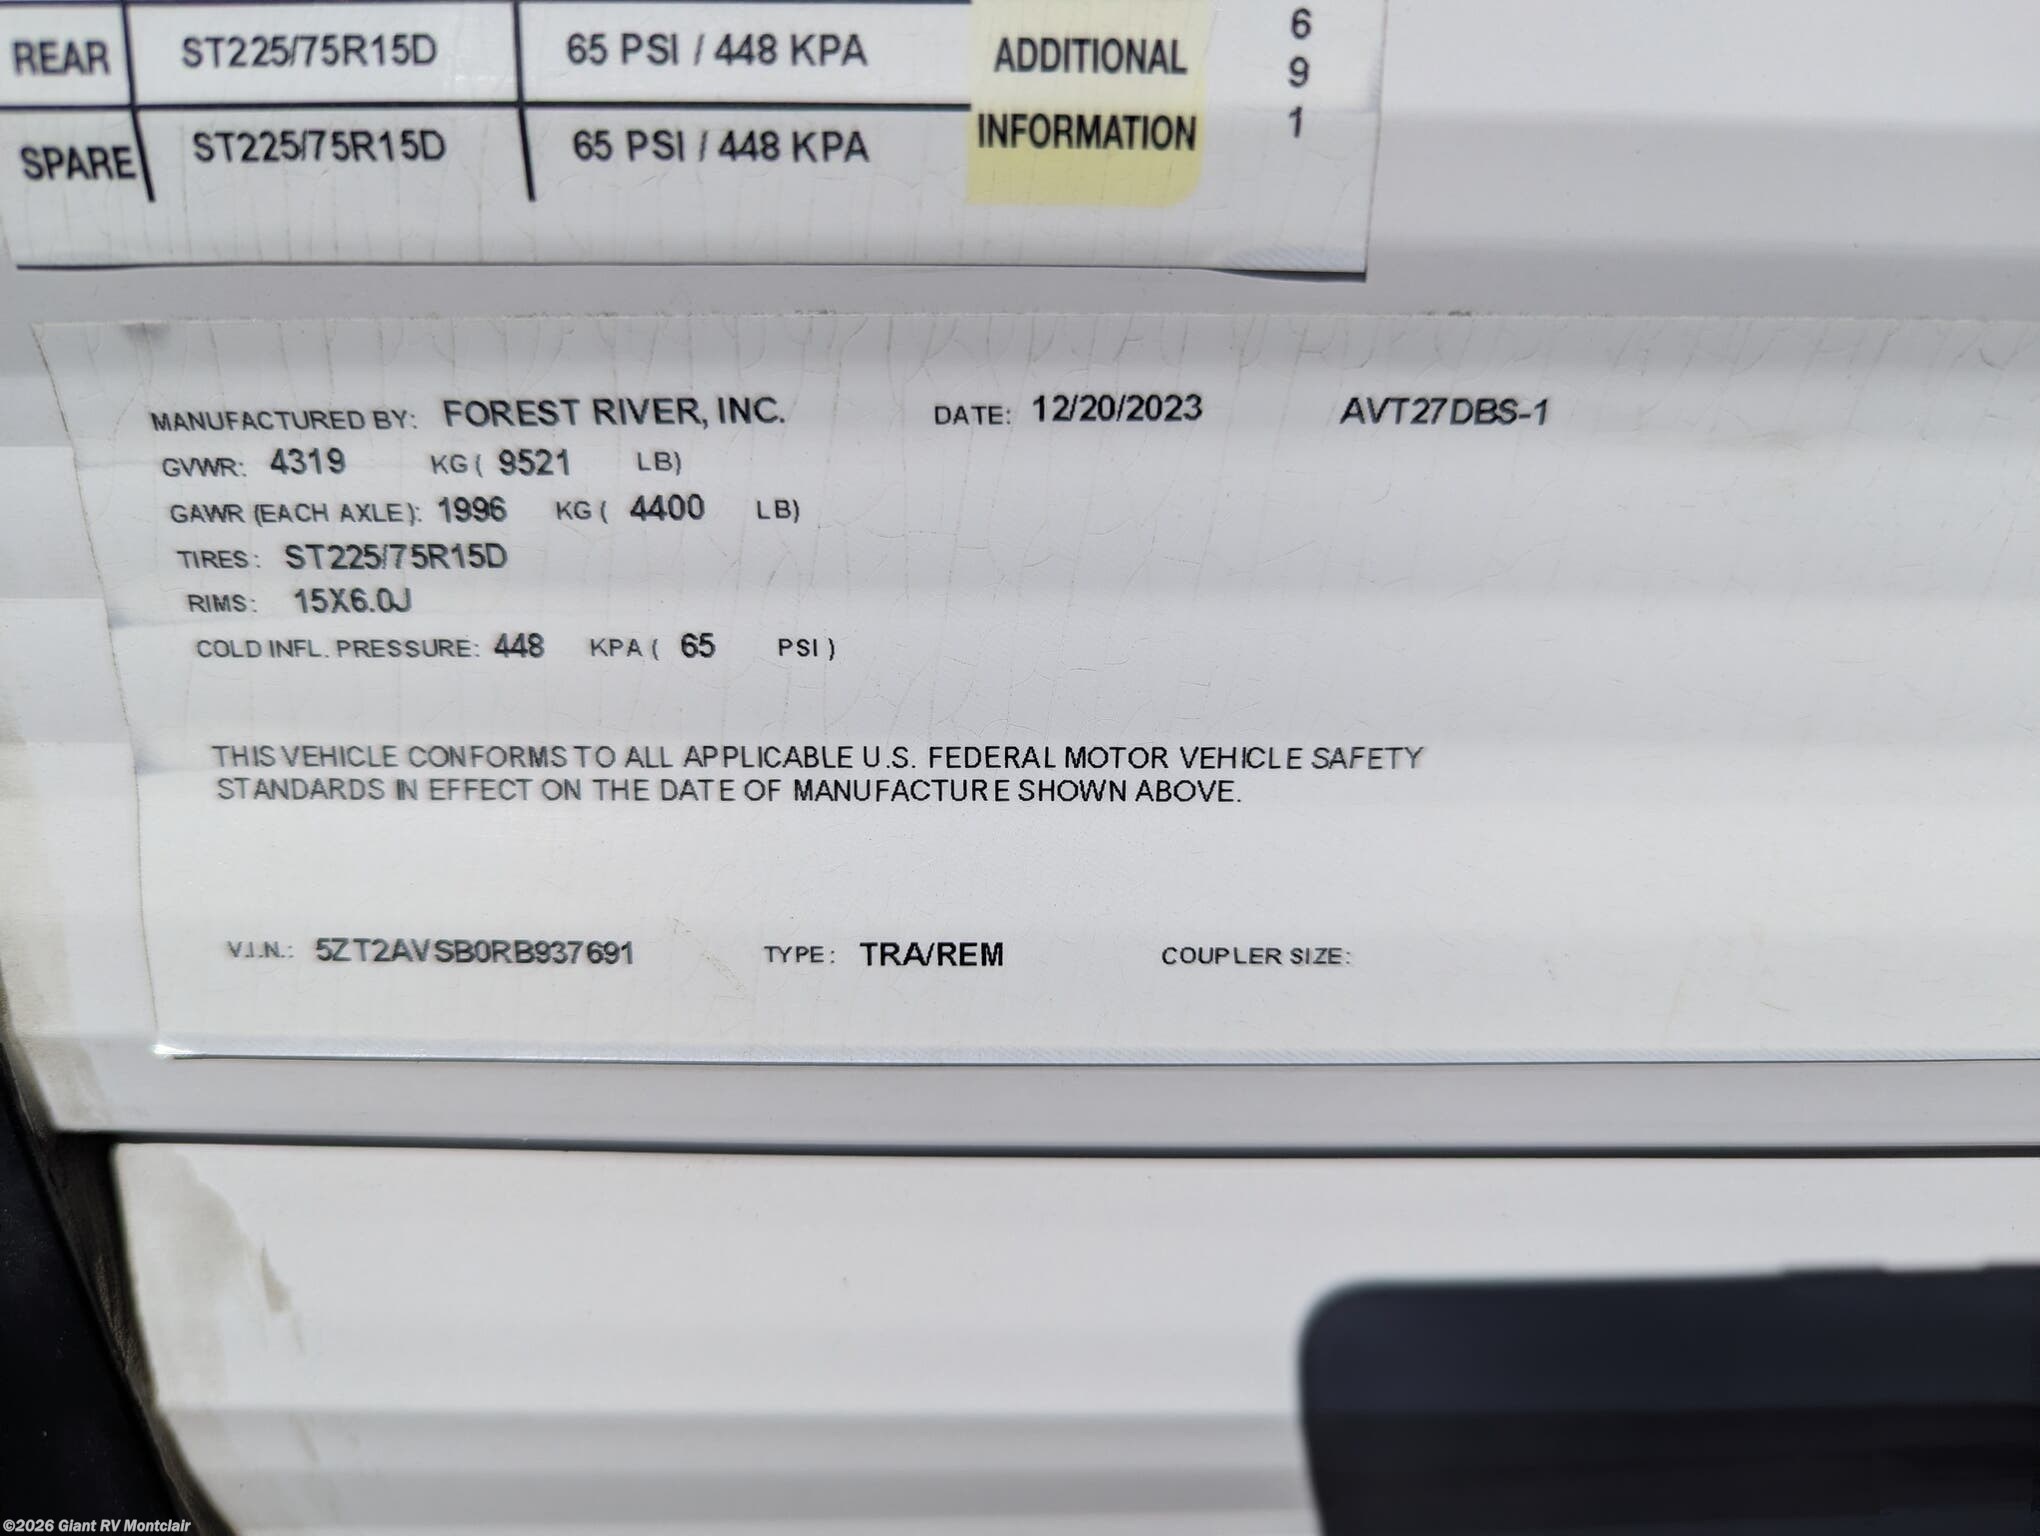 REAR ST225/75R15D 65 PSI / 448 KPA
SPARE ST225/75R15D 65 PSI / 448 KPA
ADDITIONAL
INFORMATION
6
9
1
MANUFACTURED BY: FOREST RIVER, INC. DATE: 12/20/2023 AVT27DBS-1
GVWR: 4319 KG ( 9521 LB)
GAWR (EACH AXLE): 1996 KG ( 4400 LB)
TIRES: ST225/75R15D
RIMS: 15X6.0J
COLD INFL. PRESSURE: 448 KPA ( 65 PSI )
THIS VEHICLE CONFORMS TO ALL APPLICABLE U.S. FEDERAL MOTOR VEHICLE SAFETY
STANDARDS IN EFFECT ON THE DATE OF MANUFACTURE SHOWN ABOVE.
V.I.N.: 5ZT2AVSB0RB937691 TYPE: TRA/REM COUPLER SIZE:
©2026 Giant RV Montclair